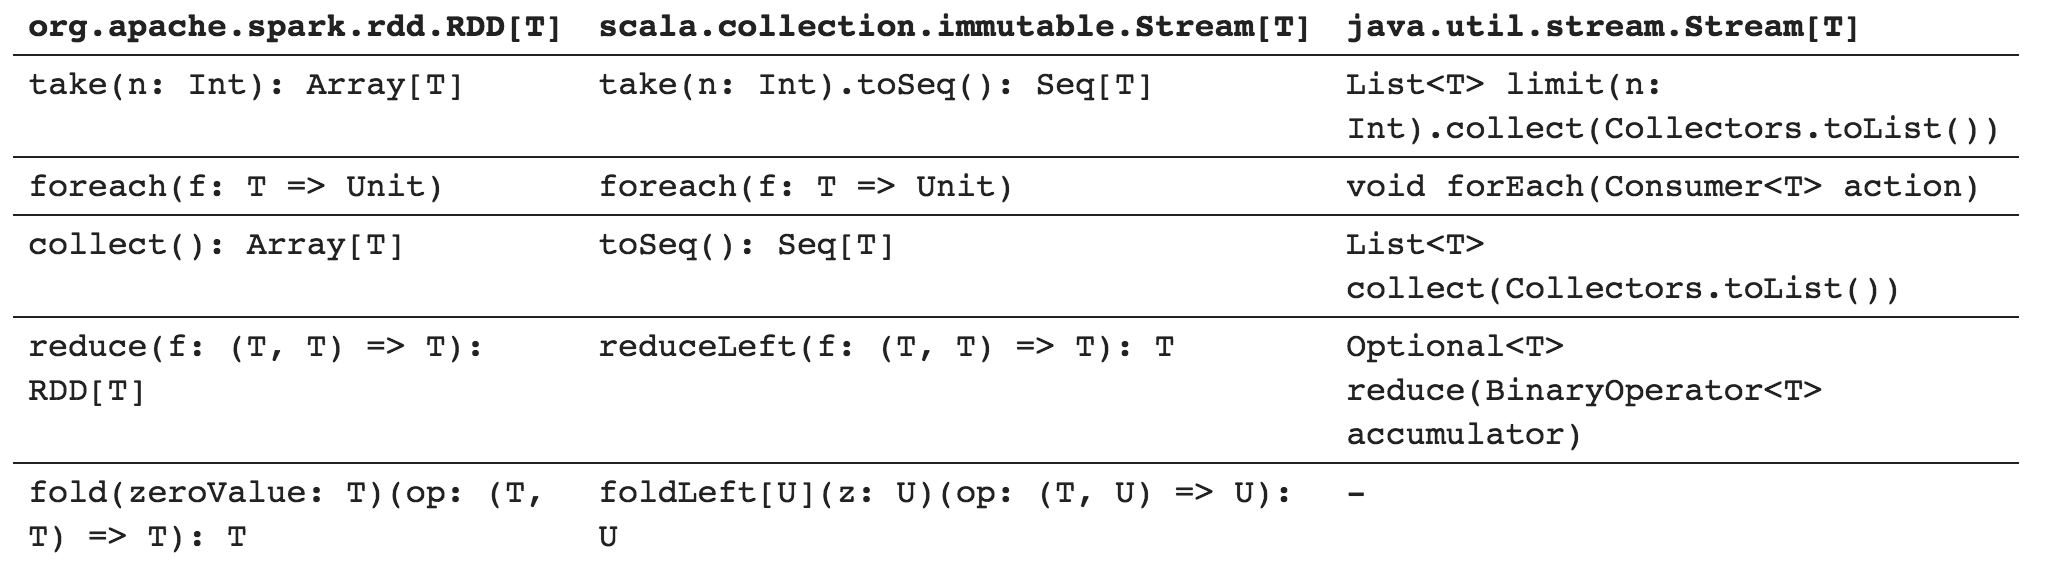 org.apache.spark.rdd.RDD[T] scala.collection.immutable.Stream[T] java.util.stream.Stream[T]
take(n: Int): Array[T] take(n: Int).toSeq(): Seq[T] List<T> limit(n:
Int).collect(Collectors.toList())
foreach(f: T => Unit) foreach(f: T => Unit) void forEach(Consumer<T> action)
collect(): Array[T] toSeq(): Seq[T] List<T>
collect(Collectors.toList())
reduce(f: (T, T) => T): reduceLeft(f: (T, T) => T): T Optional<T>
RDD[T] reduce(BinaryOperator<T>
accumulator)
fold(zeroValue: T)(op: (T, foldLeft[U](z: U)(op: (T, U) => U): –
T) => T): T U